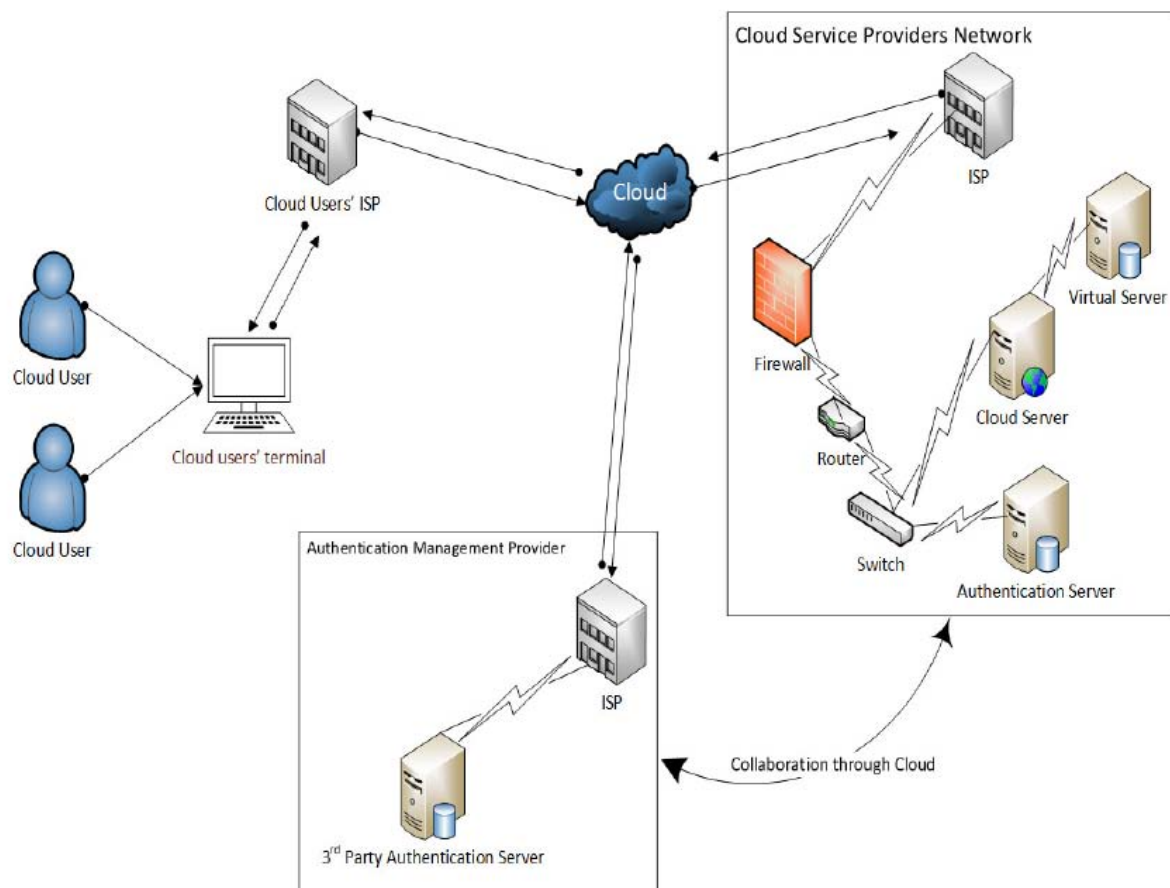 Cloud Service Providers Network
ISP
Cloud Users' ISP
Cloud
Virtual Server
Firewall
Cloud Server
Cloud User
Cloud users' terminal
Router
Cloud User
Switch
Authentication Server
Authentication Management Provider
ISP
Collaboration through Cloud
3rd Party Authentication Server